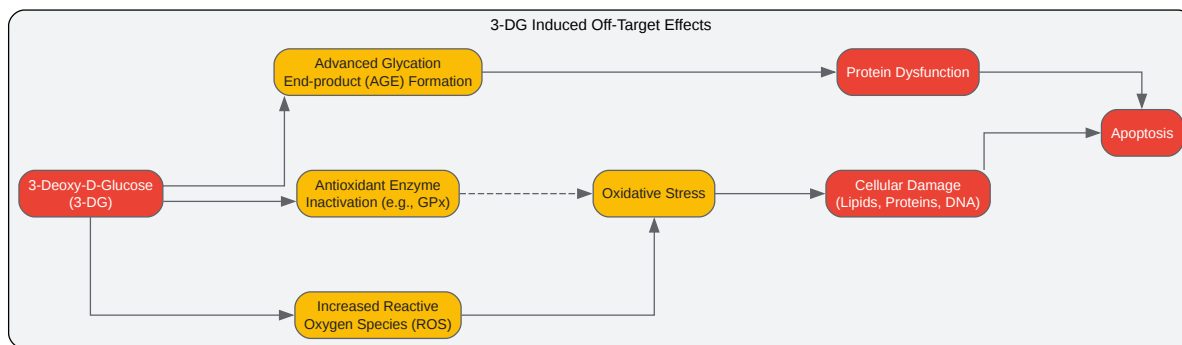 3-DG Induced Off-Target Effects
Advanced Glycation
End-product (AGE) Formation
Protein Dysfunction
Apoptosis
3-Deoxy-D-Glucose
(3-DG)
Antioxidant Enzyme
Inactivation (e.g., GPx)
Oxidative Stress
Cellular Damage
(Lipids, Proteins, DNA)
Increased Reactive
Oxygen Species (ROS)